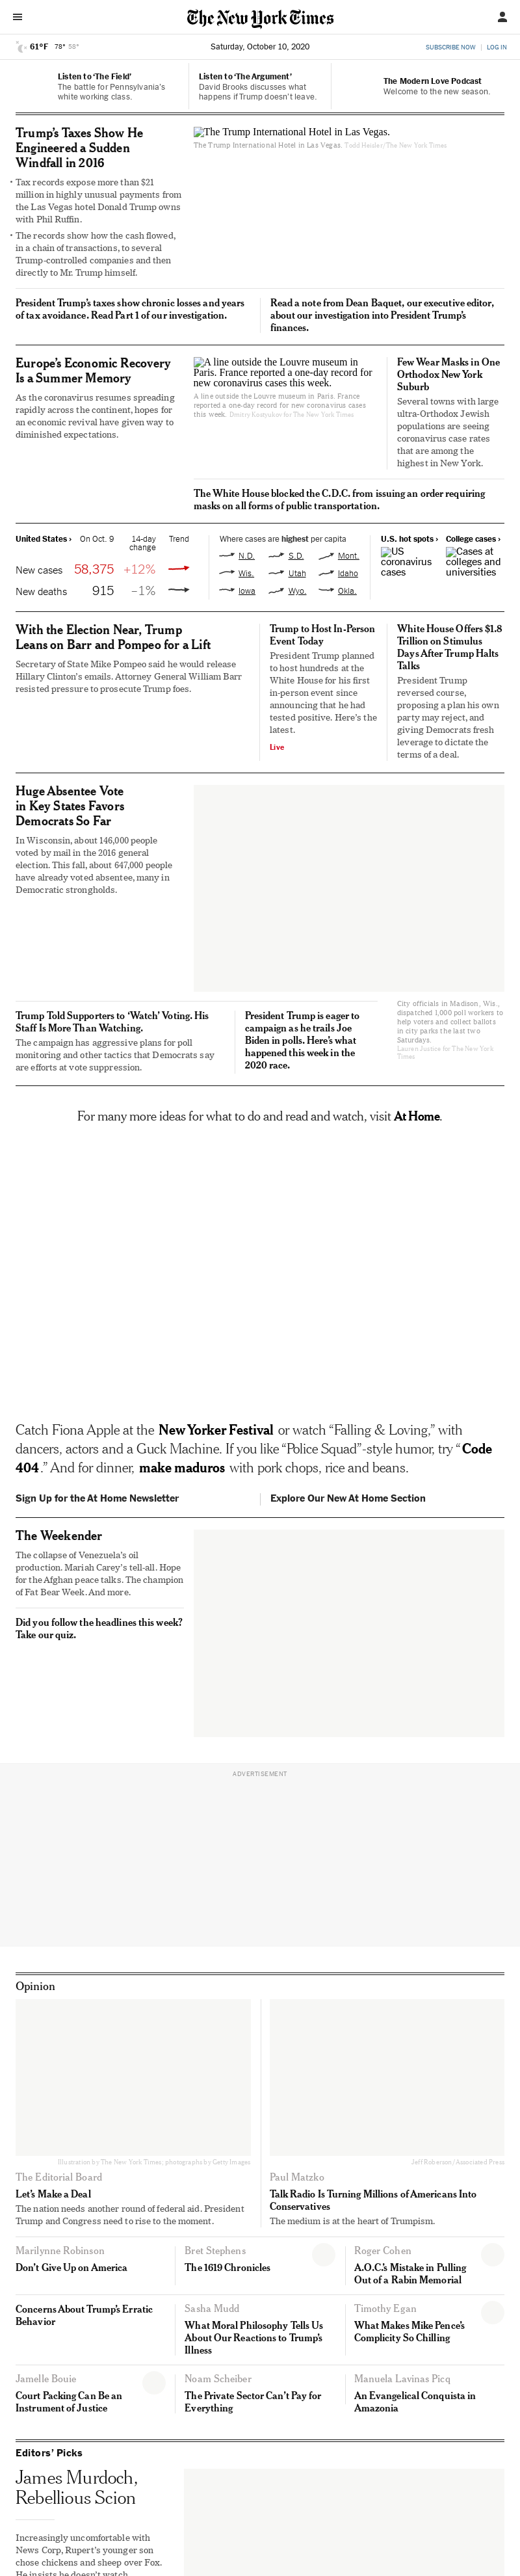 The New York Times
61°F 78° 58°
Saturday, October 10, 2020
SUBSCRIBE NOW | LOG IN
Listen to ‘The Field’
The battle for Pennsylvania’s
white working class.
Listen to ‘The Argument’
David Brooks discusses what
happens if Trump doesn’t leave.
The Modern Love Podcast
Welcome to the new season.
Trump’s Taxes Show He
Engineered a Sudden
Windfall in 2016
• Tax records expose more than $21
million in highly unusual payments from
the Las Vegas hotel Donald Trump owns
with Phil Ruffin.
• The records show how the cash flowed,
in a chain of transactions, to several
Trump-controlled companies and then
directly to Mr. Trump himself.
The Trump International Hotel in Las Vegas.
The Trump International Hotel in Las Vegas. Todd Heisler/The New York Times
President Trump’s taxes show chronic losses and years
of tax avoidance. Read Part 1 of our investigation.
Read a note from Dean Baquet, our executive editor,
about our investigation into President Trump’s
finances.
Europe’s Economic Recovery
Is a Summer Memory
As the coronavirus resumes spreading
rapidly across the continent, hopes for
an economic revival have given way to
diminished expectations.
A line outside the Louvre museum in
Paris. France reported a one-day record for
new coronavirus cases this week.
A line outside the Louvre museum in Paris. France
reported a one-day record for new coronavirus cases
this week. Dmitry Kostyukov for The New York Times
Few Wear Masks in One
Orthodox New York
Suburb
Several towns with large
ultra-Orthodox Jewish
populations are seeing
coronavirus case rates
that are among the
highest in New York.
The White House blocked the C.D.C. from issuing an order requiring
masks on all forms of public transportation.
United States › On Oct. 9 14-day Trend
change
New cases 58,375 +12%
New deaths 915 –1%
Where cases are highest per capita
N.D. S.D. Mont.
Wis. Utah Idaho
Iowa Wyo. Okla.
U.S. hot spots ›
US
coronavirus
cases
College cases ›
Cases at
colleges and
universities
With the Election Near, Trump
Leans on Barr and Pompeo for a Lift
Secretary of State Mike Pompeo said he would release
Hillary Clinton’s emails. Attorney General William Barr
resisted pressure to prosecute Trump foes.
Trump to Host In-Person
Event Today
President Trump planned
to host hundreds at the
White House for his first
in-person event since
announcing that he had
tested positive. Here’s the
latest.
Live
White House Offers $1.8
Trillion on Stimulus
Days After Trump Halts
Talks
President Trump
reversed course,
proposing a plan his own
party may reject, and
giving Democrats fresh
leverage to dictate the
terms of a deal.
Huge Absentee Vote
in Key States Favors
Democrats So Far
In Wisconsin, about 146,000 people
voted by mail in the 2016 general
election. This fall, about 647,000 people
have already voted absentee, many in
Democratic strongholds.
City officials in Madison, Wis.,
dispatched 1,000 poll workers to
help voters and collect ballots
in city parks the last two
Saturdays.
Lauren Justice for The New York
Times
Trump Told Supporters to ‘Watch’ Voting. His
Staff Is More Than Watching.
The campaign has aggressive plans for poll
monitoring and other tactics that Democrats say
are efforts at vote suppression.
President Trump is eager to
campaign as he trails Joe
Biden in polls. Here’s what
happened this week in the
2020 race.
For many more ideas for what to do and read and watch, visit At Home.
Catch Fiona Apple at the New Yorker Festival or watch “Falling & Loving,” with
dancers, actors and a Guck Machine. If you like “Police Squad”-style humor, try “Code
404.” And for dinner, make maduros with pork chops, rice and beans.
Sign Up for the At Home Newsletter
Explore Our New At Home Section
The Weekender
The collapse of Venezuela’s oil
production. Mariah Carey’s tell-all. Hope
for the Afghan peace talks. The champion
of Fat Bear Week. And more.
Did you follow the headlines this week?
Take our quiz.
ADVERTISEMENT
Opinion
Illustration by The New York Times; photographs by Getty Images
The Editorial Board
Let’s Make a Deal
The nation needs another round of federal aid. President
Trump and Congress need to rise to the moment.
Jeff Roberson/Associated Press
Paul Matzko
Talk Radio Is Turning Millions of Americans Into
Conservatives
The medium is at the heart of Trumpism.
Marilynne Robinson
Don’t Give Up on America
Bret Stephens
The 1619 Chronicles
Roger Cohen
A.O.C.’s Mistake in Pulling
Out of a Rabin Memorial
Concerns About Trump’s Erratic
Behavior
Sasha Mudd
What Moral Philosophy Tells Us
About Our Reactions to Trump’s
Illness
Timothy Egan
What Makes Mike Pence’s
Complicity So Chilling
Jamelle Bouie
Court Packing Can Be an
Instrument of Justice
Noam Scheiber
The Private Sector Can’t Pay for
Everything
Manuela Lavinas Picq
An Evangelical Conquista in
Amazonia
Editors’ Picks
James Murdoch,
Rebellious Scion
Increasingly uncomfortable with
News Corp, Rupert’s younger son
chose chickens and sheep over Fox.
He insists he doesn’t watch